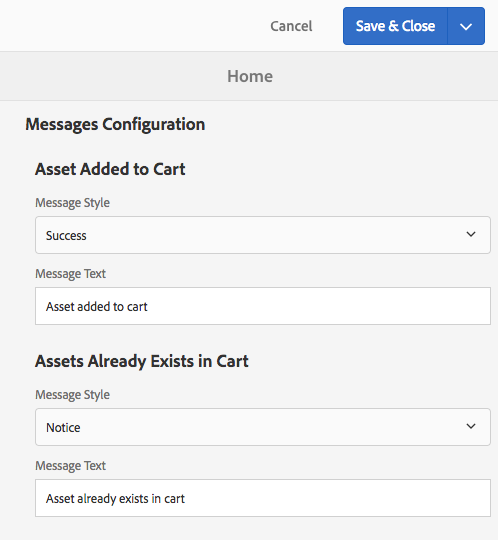 Cancel
Save & Close
Home
Messages Configuration
Asset Added to Cart
Message Style
Success
Message Text
Asset added to cart
Assets Already Exists in Cart
Message Style
Notice
Message Text
Asset already exists in cart